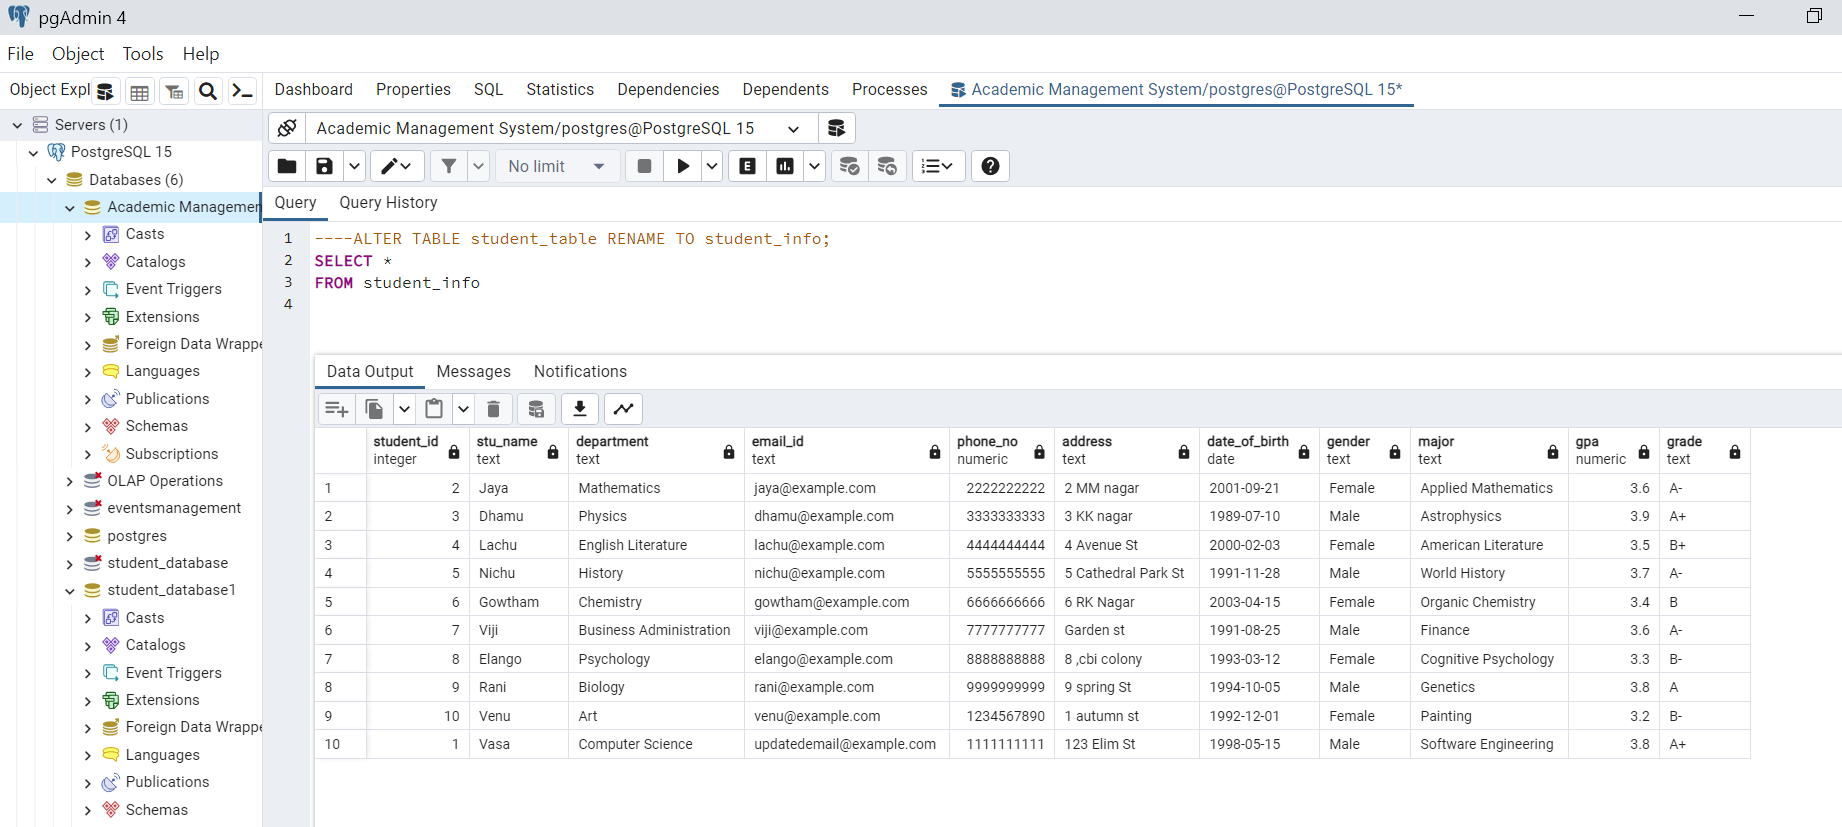 pgAdmin 4
File Object Tools Help
Object Expl
Dashboard Properties SQL Statistics Dependencies Dependents Processes Academic Management System/postgres@PostgreSQL 15*
Servers (1)
PostgreSQL 15
Databases (6)
Academic Managemen
Casts
Catalogs
Event Triggers
Extensions
Foreign Data Wrappe
Languages
Publications
Schemas
Subscriptions
OLAP Operations
eventsmanagement
postgres
student_database
student_database1
Casts
Catalogs
Event Triggers
Extensions
Foreign Data Wrappe
Languages
Publications
Schemas
Academic Management System/postgres@PostgreSQL 15
No limit E
Query Query History
1 ----ALTER TABLE student_table RENAME TO student_info;
2 SELECT *
3 FROM student_info
4
Data Output Messages Notifications
student_id stu_name department email_id phone_no address date_of_birth gender major gpa grade
integer text text text numeric text date text text numeric text
1 2 Jaya Mathematics jaya@example.com 2222222222 2 MM nagar 2001-09-21 Female Applied Mathematics 3.6 A-
2 3 Dhamu Physics dhamu@example.com 3333333333 3 KK nagar 1989-07-10 Male Astrophysics 3.9 A+
3 4 Lachu English Literature lachu@example.com 4444444444 4 Avenue St 2000-02-03 Female American Literature 3.5 B+
4 5 Nichu History nichu@example.com 5555555555 5 Cathedral Park St 1991-11-28 Male World History 3.7 A-
5 6 Gowtham Chemistry gowtham@example.com 6666666666 6 RK Nagar 2003-04-15 Female Organic Chemistry 3.4 B
6 7 Viji Business Administration viji@example.com 7777777777 Garden st 1991-08-25 Male Finance 3.6 A-
7 8 Elango Psychology elango@example.com 8888888888 8 ,cbi colony 1993-03-12 Female Cognitive Psychology 3.3 B-
8 9 Rani Biology rani@example.com 9999999999 9 spring St 1994-10-05 Male Genetics 3.8 A
9 10 Venu Art venu@example.com 1234567890 1 autumn st 1992-12-01 Female Painting 3.2 B-
10 1 Vasa Computer Science updatedemail@example.com 1111111111 123 Elim St 1998-05-15 Male Software Engineering 3.8 A+